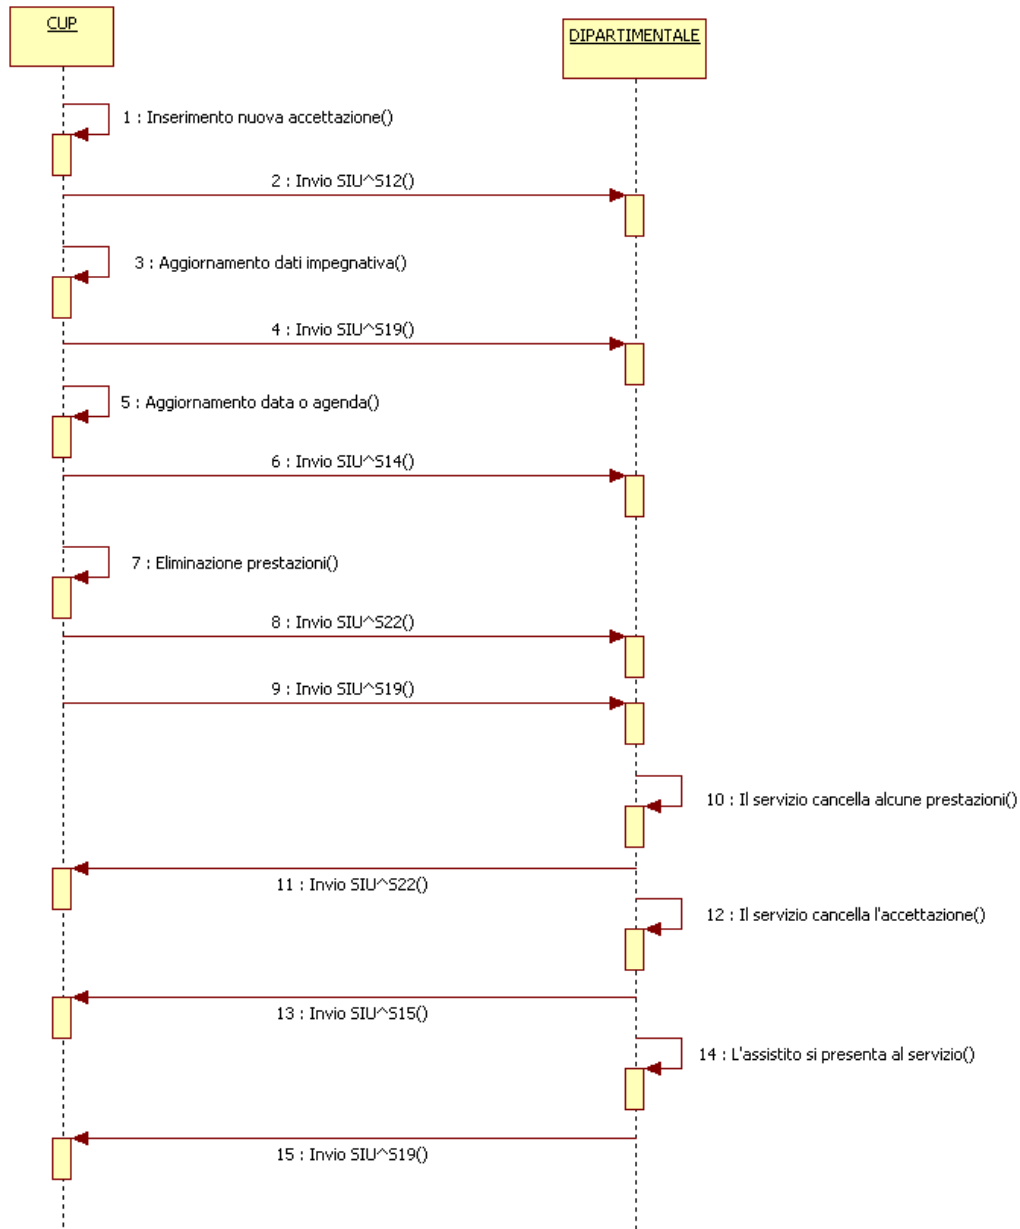 CUP
DIPARTIMENTALE
1 : Inserimento nuova accettazione()
2 : Invio SIU^S12()
3 : Aggiornamento dati impegnativa()
4 : Invio SIU^S19()
5 : Aggiornamento data o agenda()
6 : Invio SIU^S14()
7 : Eliminazione prestazioni()
8 : Invio SIU^S22()
9 : Invio SIU^S19()
10 : Il servizio cancella alcune prestazioni()
11 : Invio SIU^S22()
12 : Il servizio cancella l'accettazione()
13 : Invio SIU^S15()
14 : L'assistito si presenta al servizio()
15 : Invio SIU^S19()